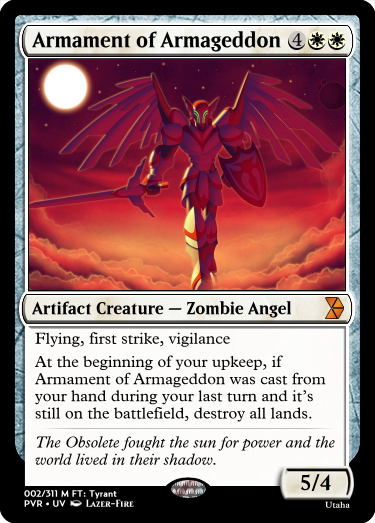 Armament of Armageddon 4
Artifact Creature — Zombie Angel
Flying, first strike, vigilance
At the beginning of your upkeep, if
Armament of Armageddon was cast from
your hand during your last turn and it's
still on the battlefield, destroy all lands.
The Obsolete fought the sun for power and the
world lived in their shadow.
5/4
002/311 M FT: Tyrant
PVR • UV Lazer-Fire
Utaha